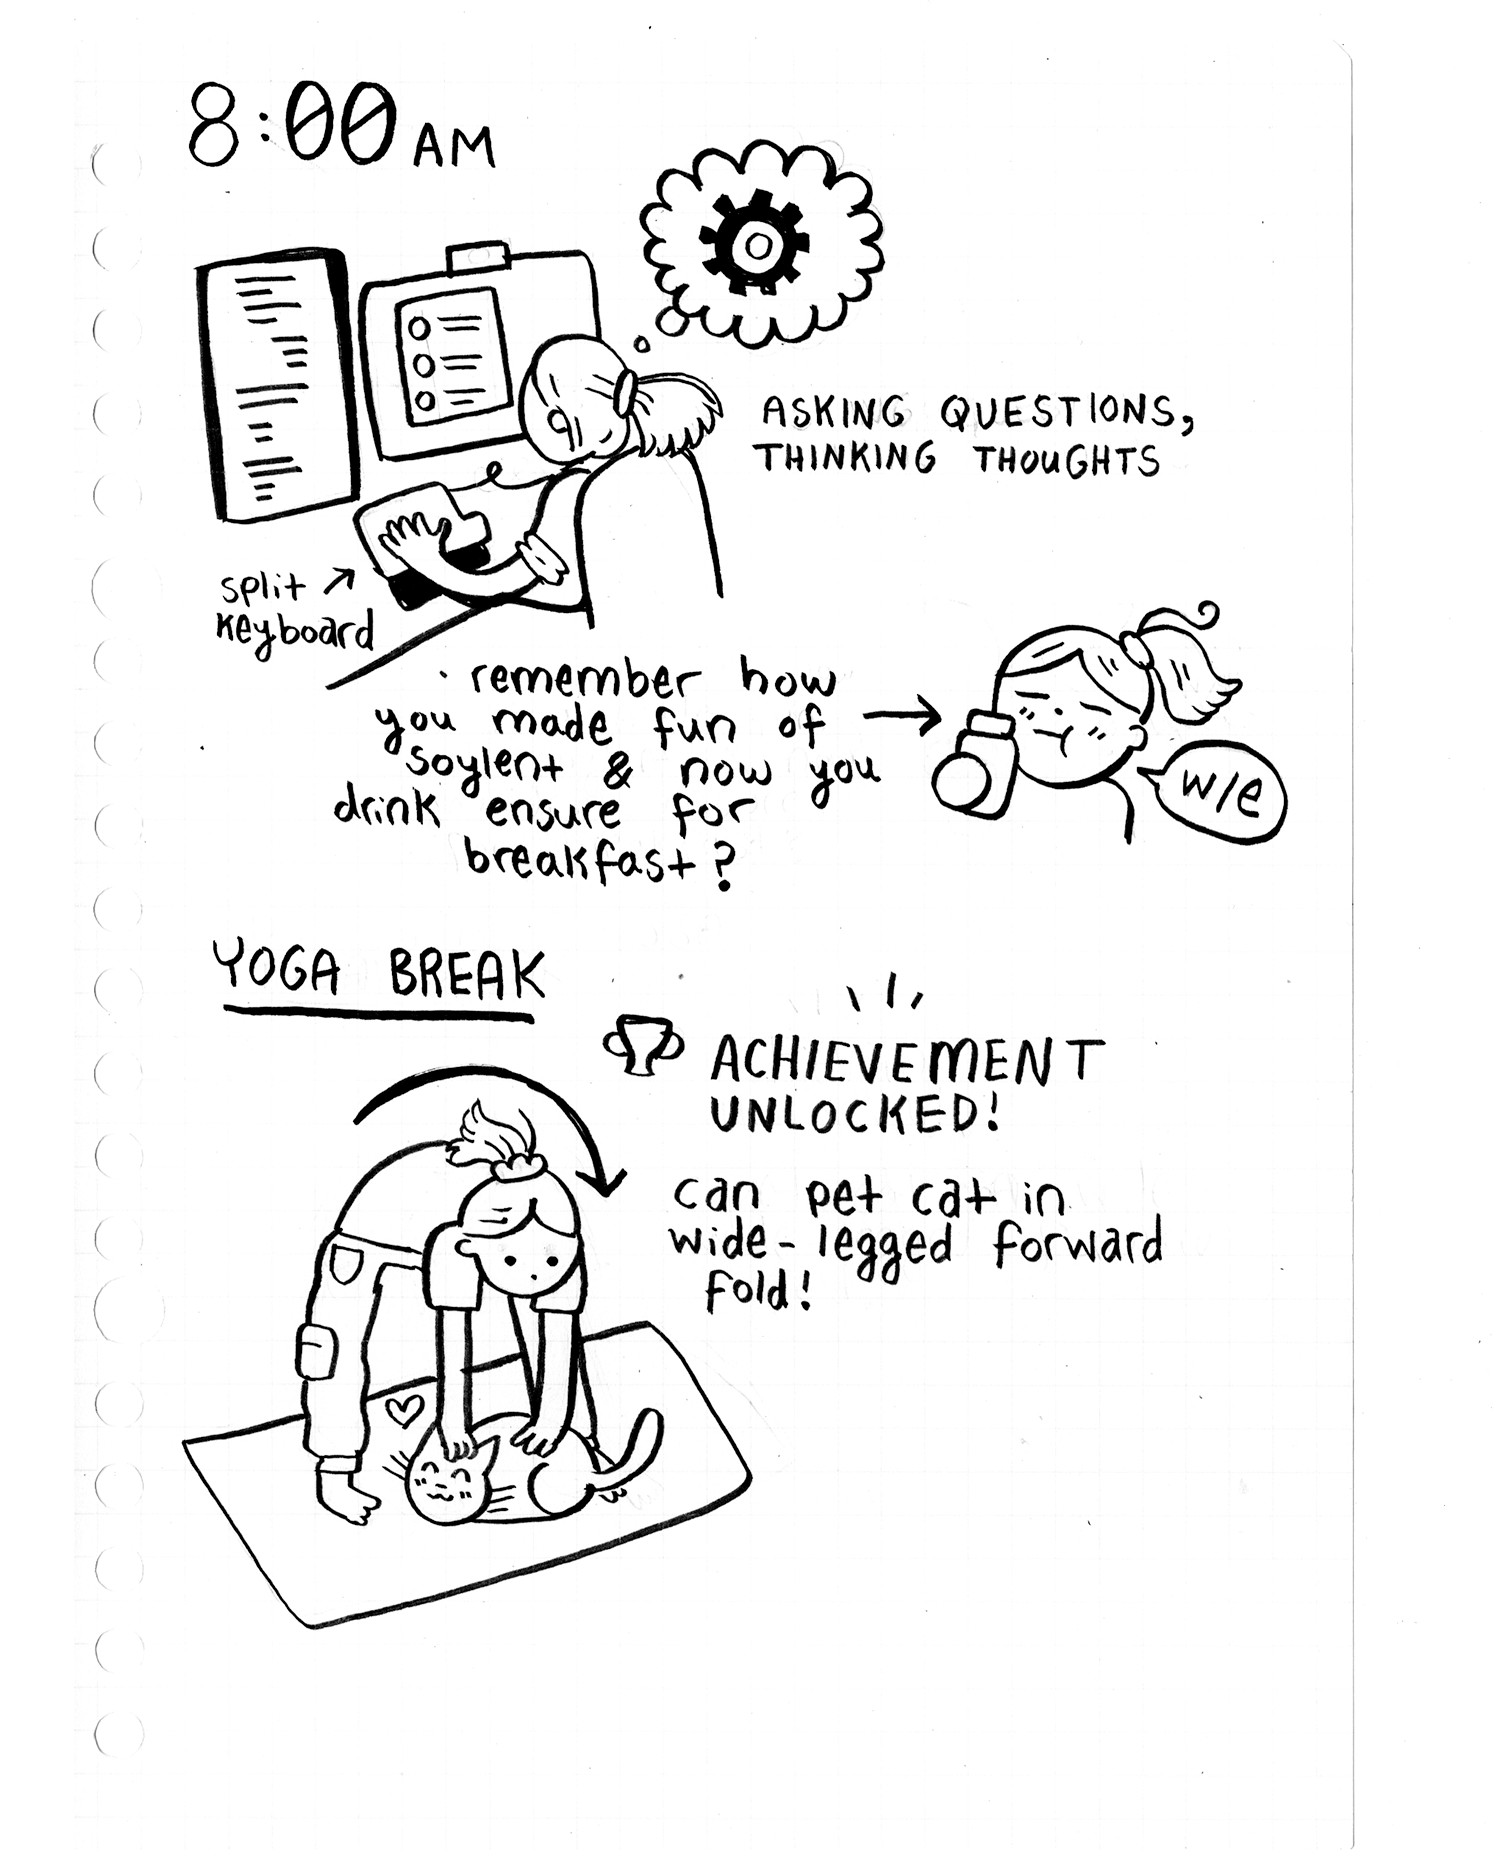 8:00 AM
ASKING QUESTIONS,
THINKING THOUGHTS
split
keyboard
remember how
you made fun of
soylent & now you
drink ensure for
breakfast?
w/e
YOGA BREAK
ACHIEVEMENT
UNLOCKED!
can pet cat in
wide-legged forward
fold!